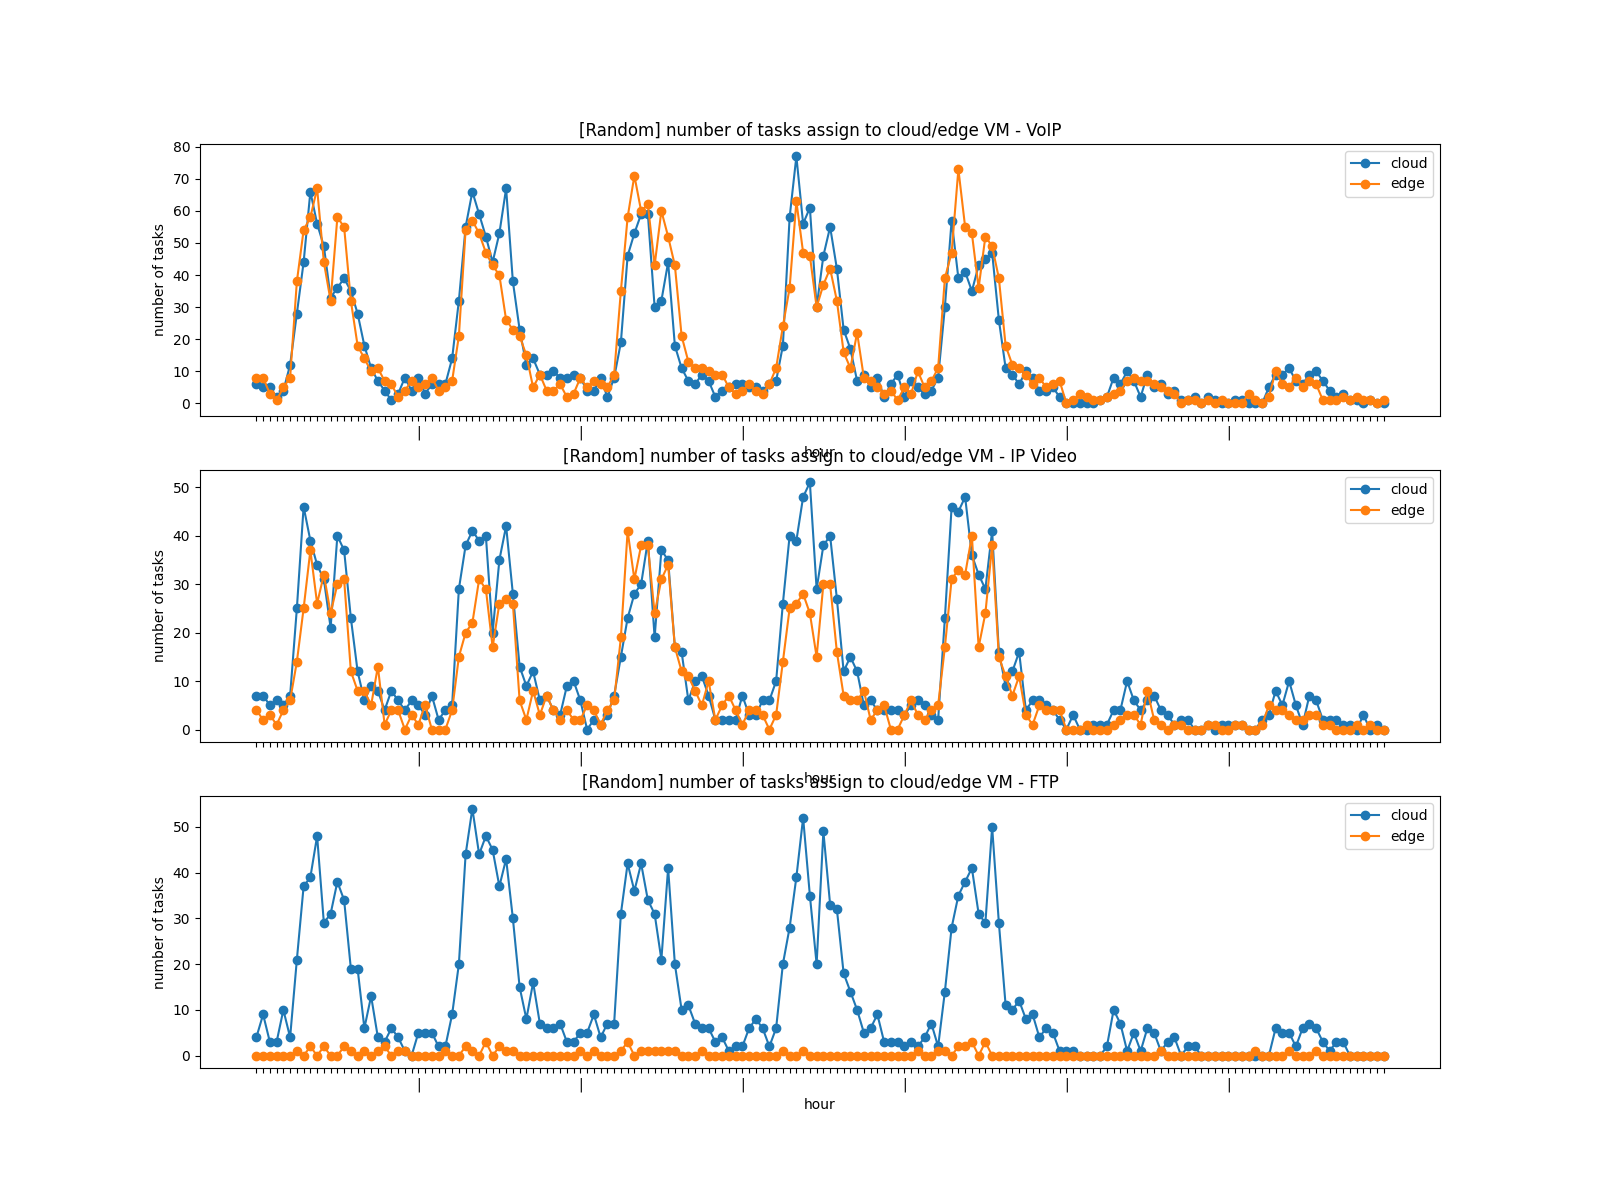 [Random] number of tasks assign to cloud/edge VM - VoIP
80
70
60
50
40
30
20
10
0
number of tasks
cloud
edge
hour
[Random] number of tasks assign to cloud/edge VM - IP Video
50
40
30
20
10
0
number of tasks
cloud
edge
hour
[Random] number of tasks assign to cloud/edge VM - FTP
50
40
30
20
10
0
number of tasks
cloud
edge
hour